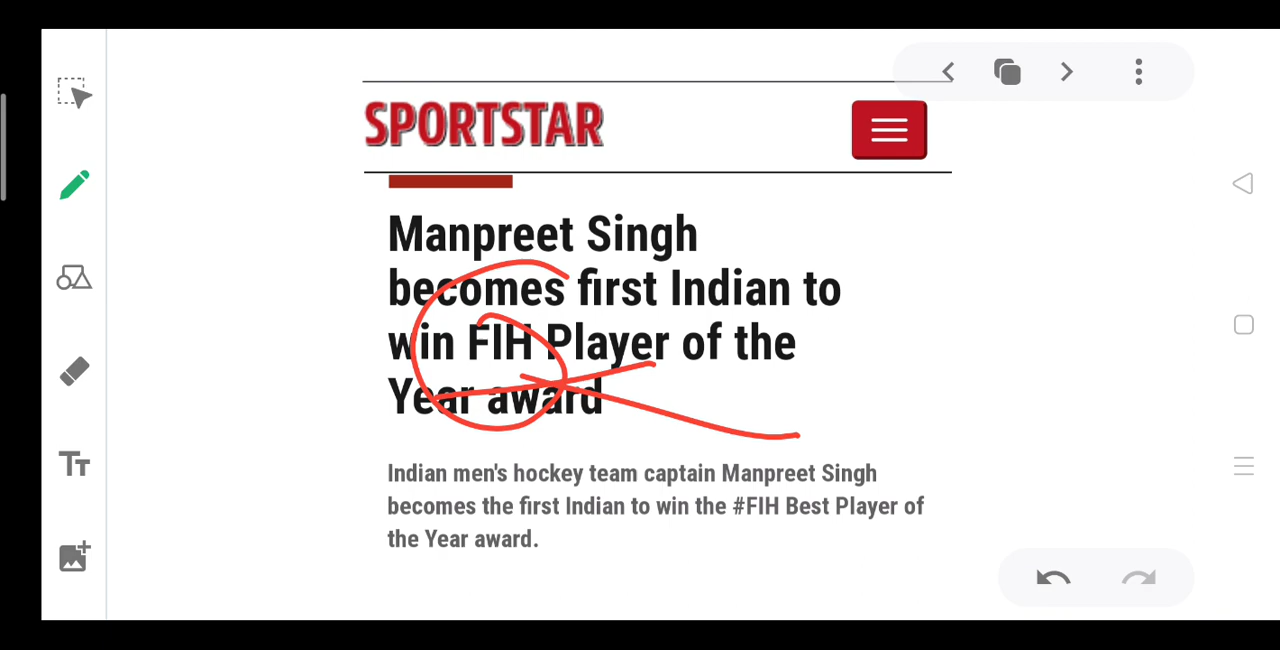 SPORTSTAR
Manpreet Singh
becomes first Indian to
win FIH Player of the
Year award
Indian men's hockey team captain Manpreet Singh
becomes the first Indian to win the #FIH Best Player of
the Year award.
TT